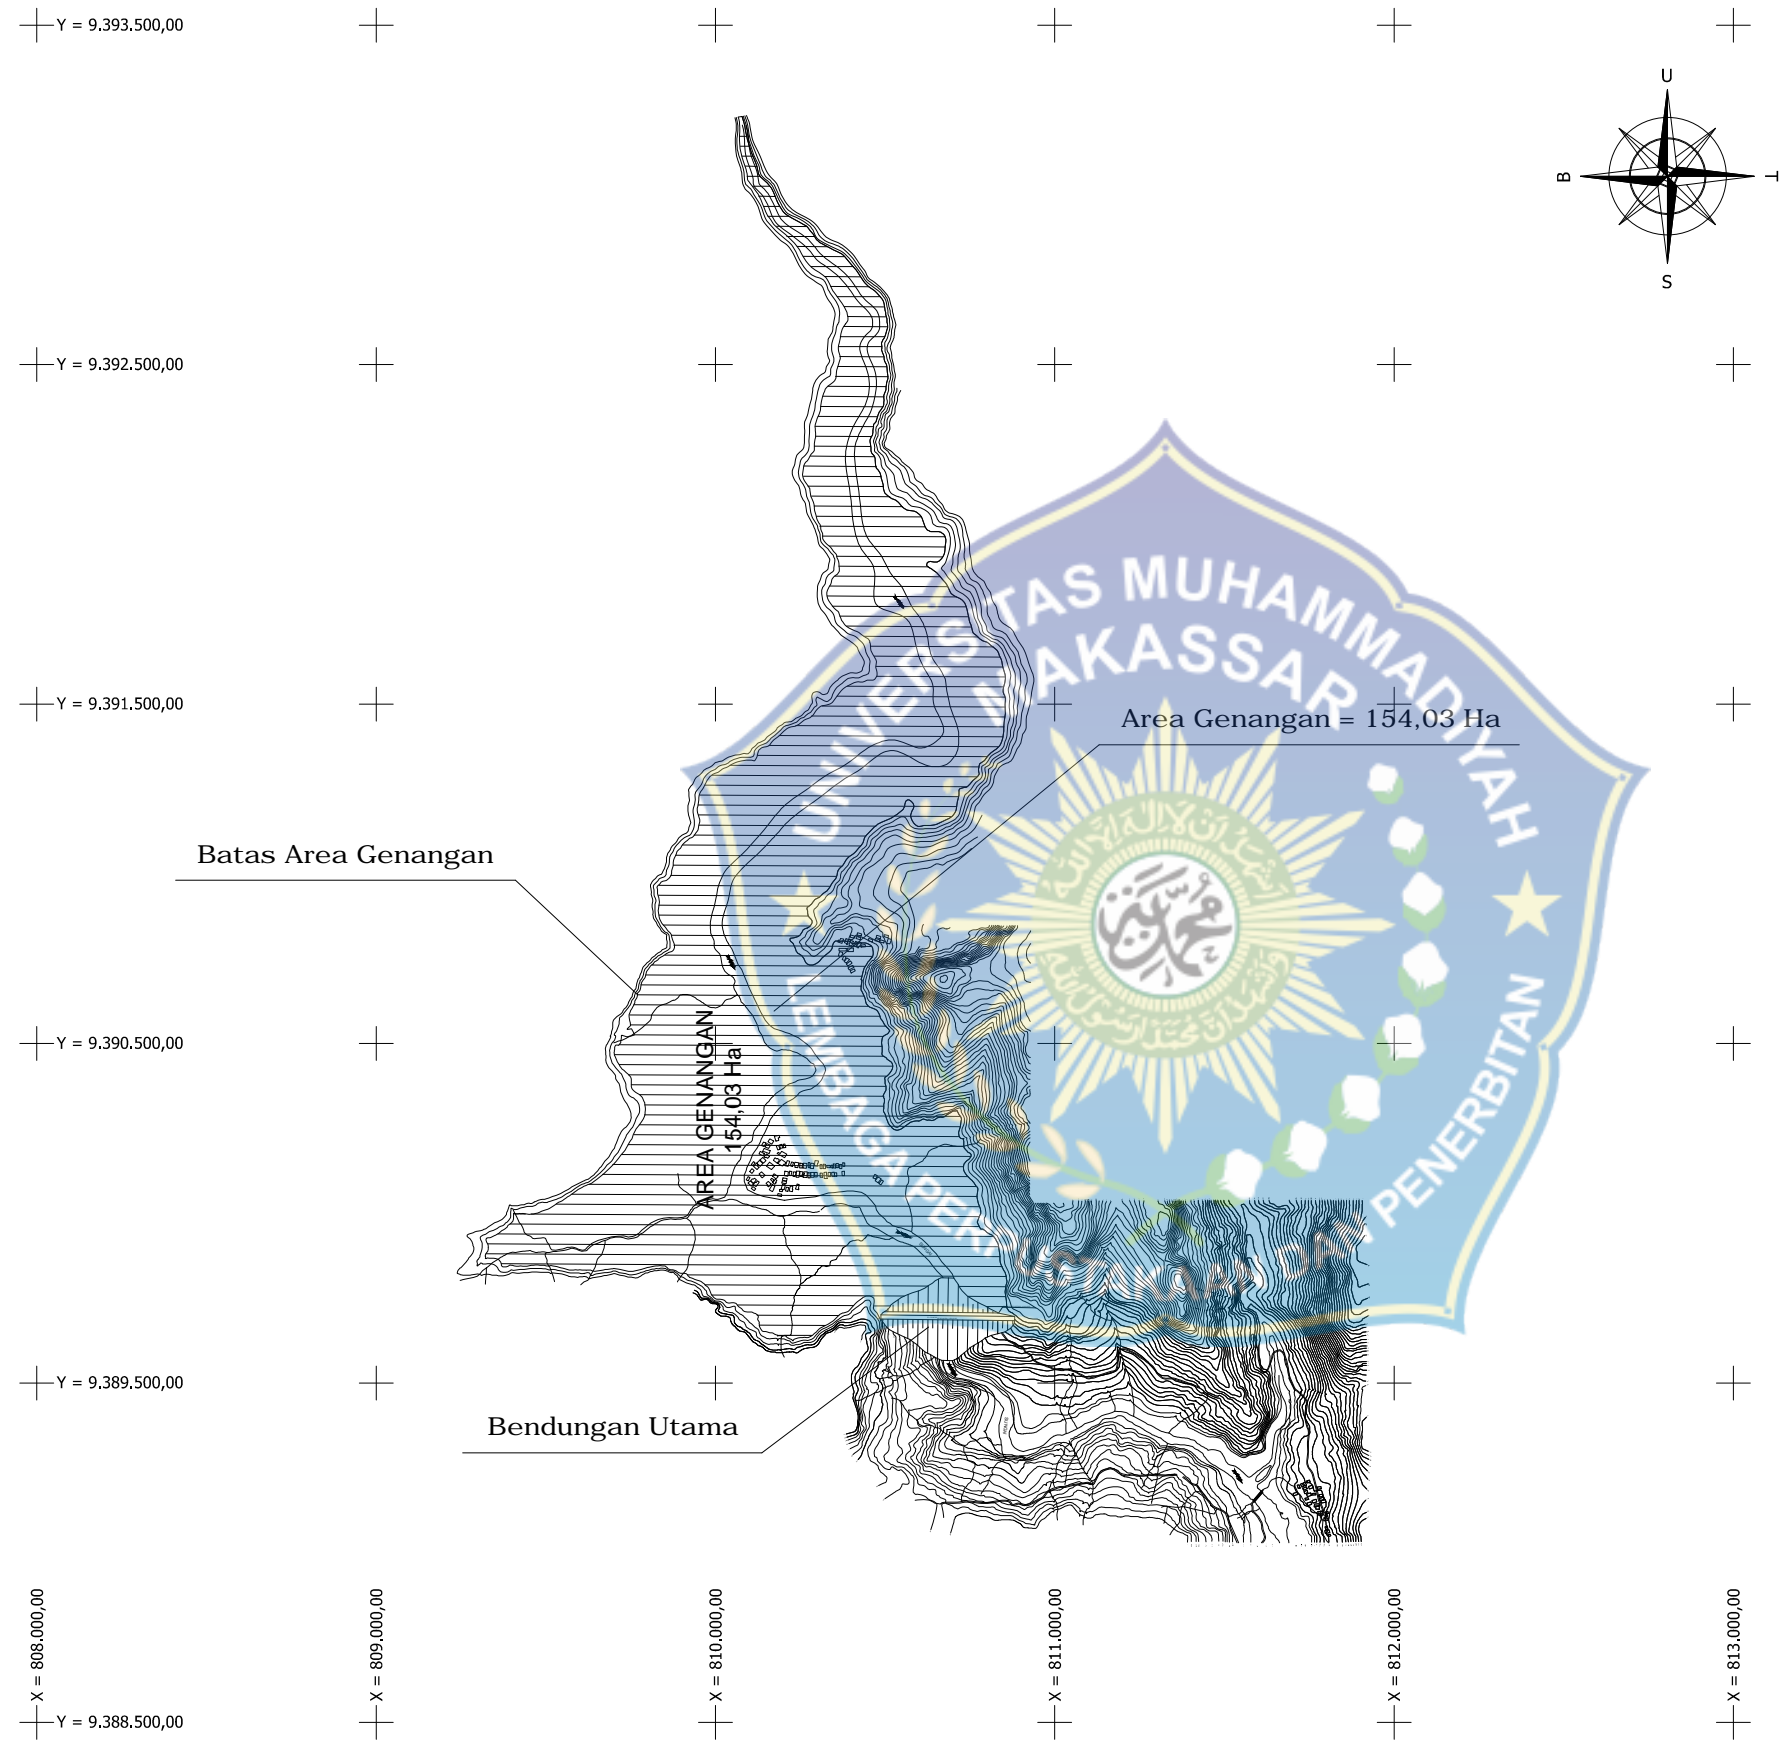 Y = 9.393.500,00
U
B
T
S
Y = 9.392.500,00
UNIVERSITAS MUHAMMADIYAH
MAKASSAR
Y = 9.391.500,00
Area Genangan = 154,03 Ha
Batas Area Genangan
AREA GENANGAN
154,03 Ha
Y = 9.390.500,00
LEMBAGA PERPUSTAKAAN DAN PENERBITAN
Y = 9.389.500,00
Bendungan Utama
X = 808.000,00
X = 809.000,00
X = 810.000,00
X = 811.000,00
X = 812.000,00
X = 813.000,00
Y = 9.388.500,00